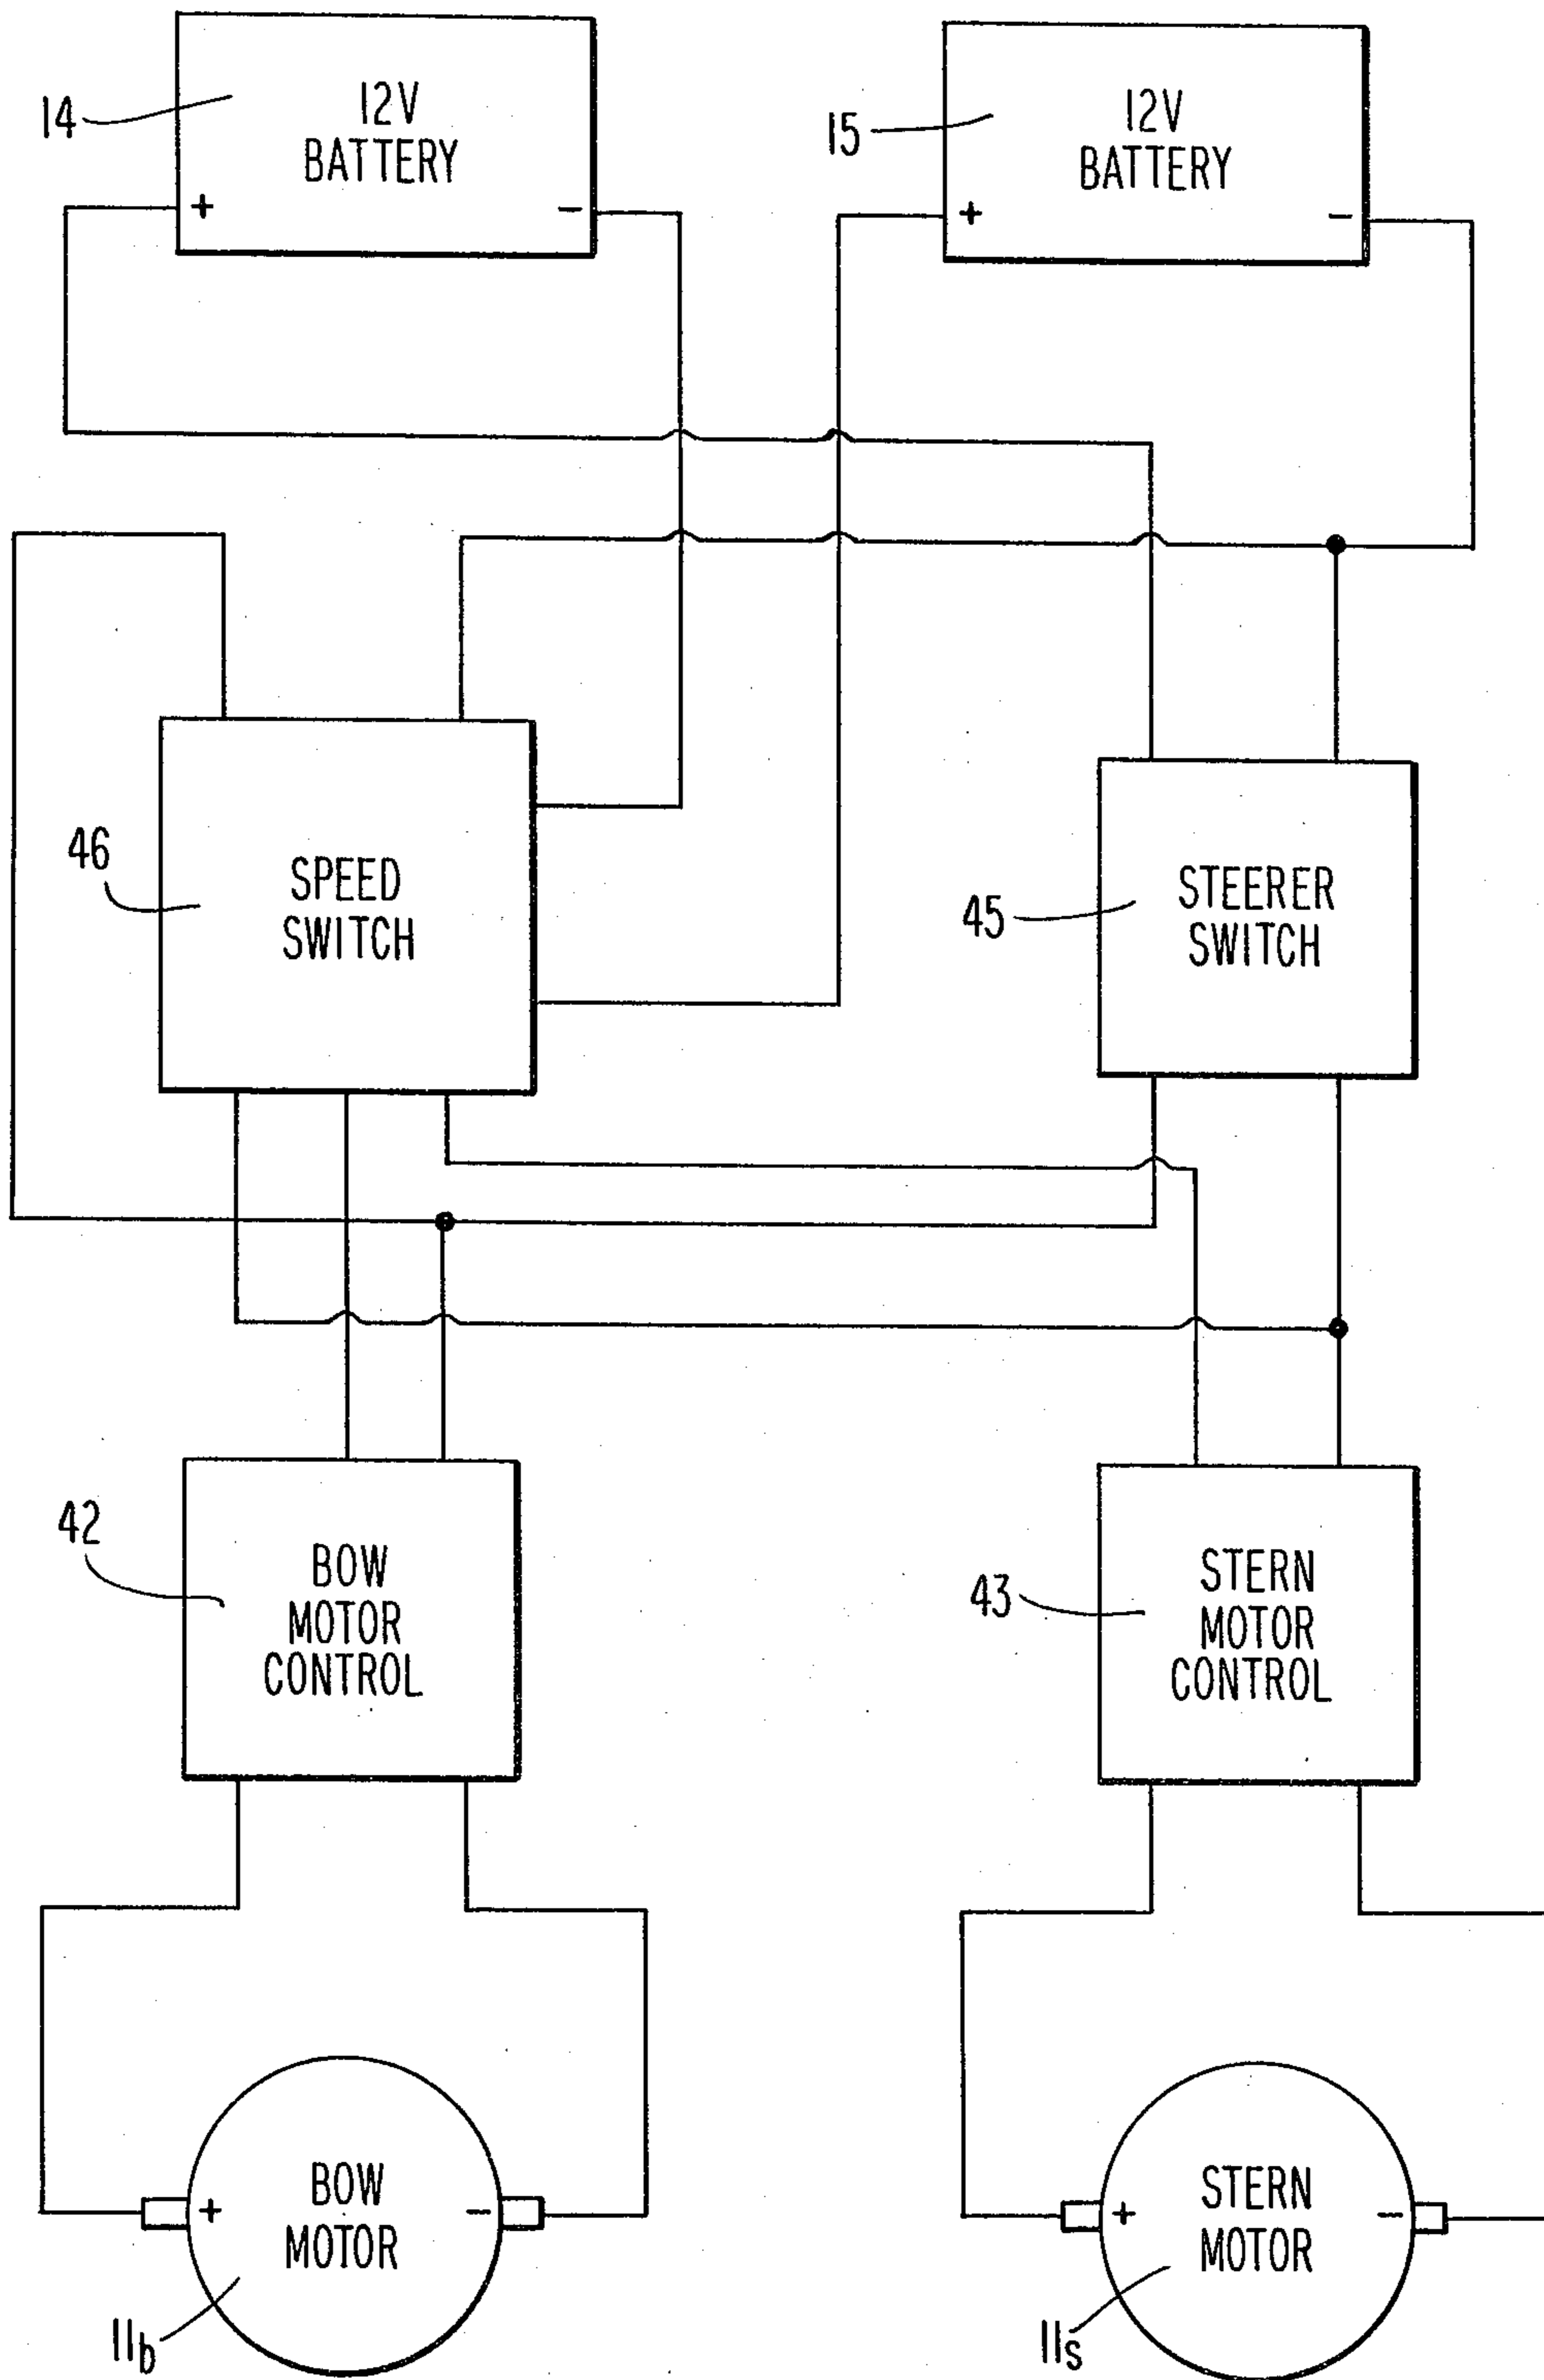 14
12V
BATTERY
+
-
15
12V
BATTERY
+
-
46
SPEED
SWITCH
45
STEERER
SWITCH
42
BOW
MOTOR
CONTROL
43
STERN
MOTOR
CONTROL
BOW
MOTOR
+
-
11b
STERN
MOTOR
+
-
11s